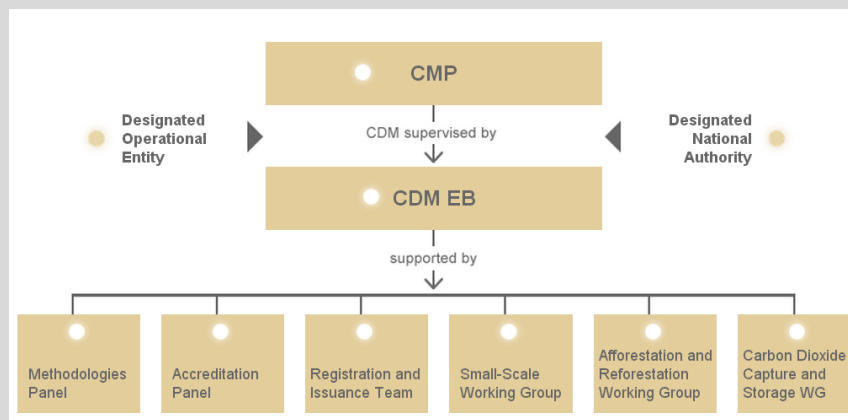 CMP
Designated
Operational
Entity
CDM supervised by
Designated
National
Authority
CDM EB
supported by
Methodologies
Panel
Accreditation
Panel
Registration and
Issuance Team
Small-Scale
Working Group
Afforestation and
Reforestation
Working Group
Carbon Dioxide
Capture and
Storage WG